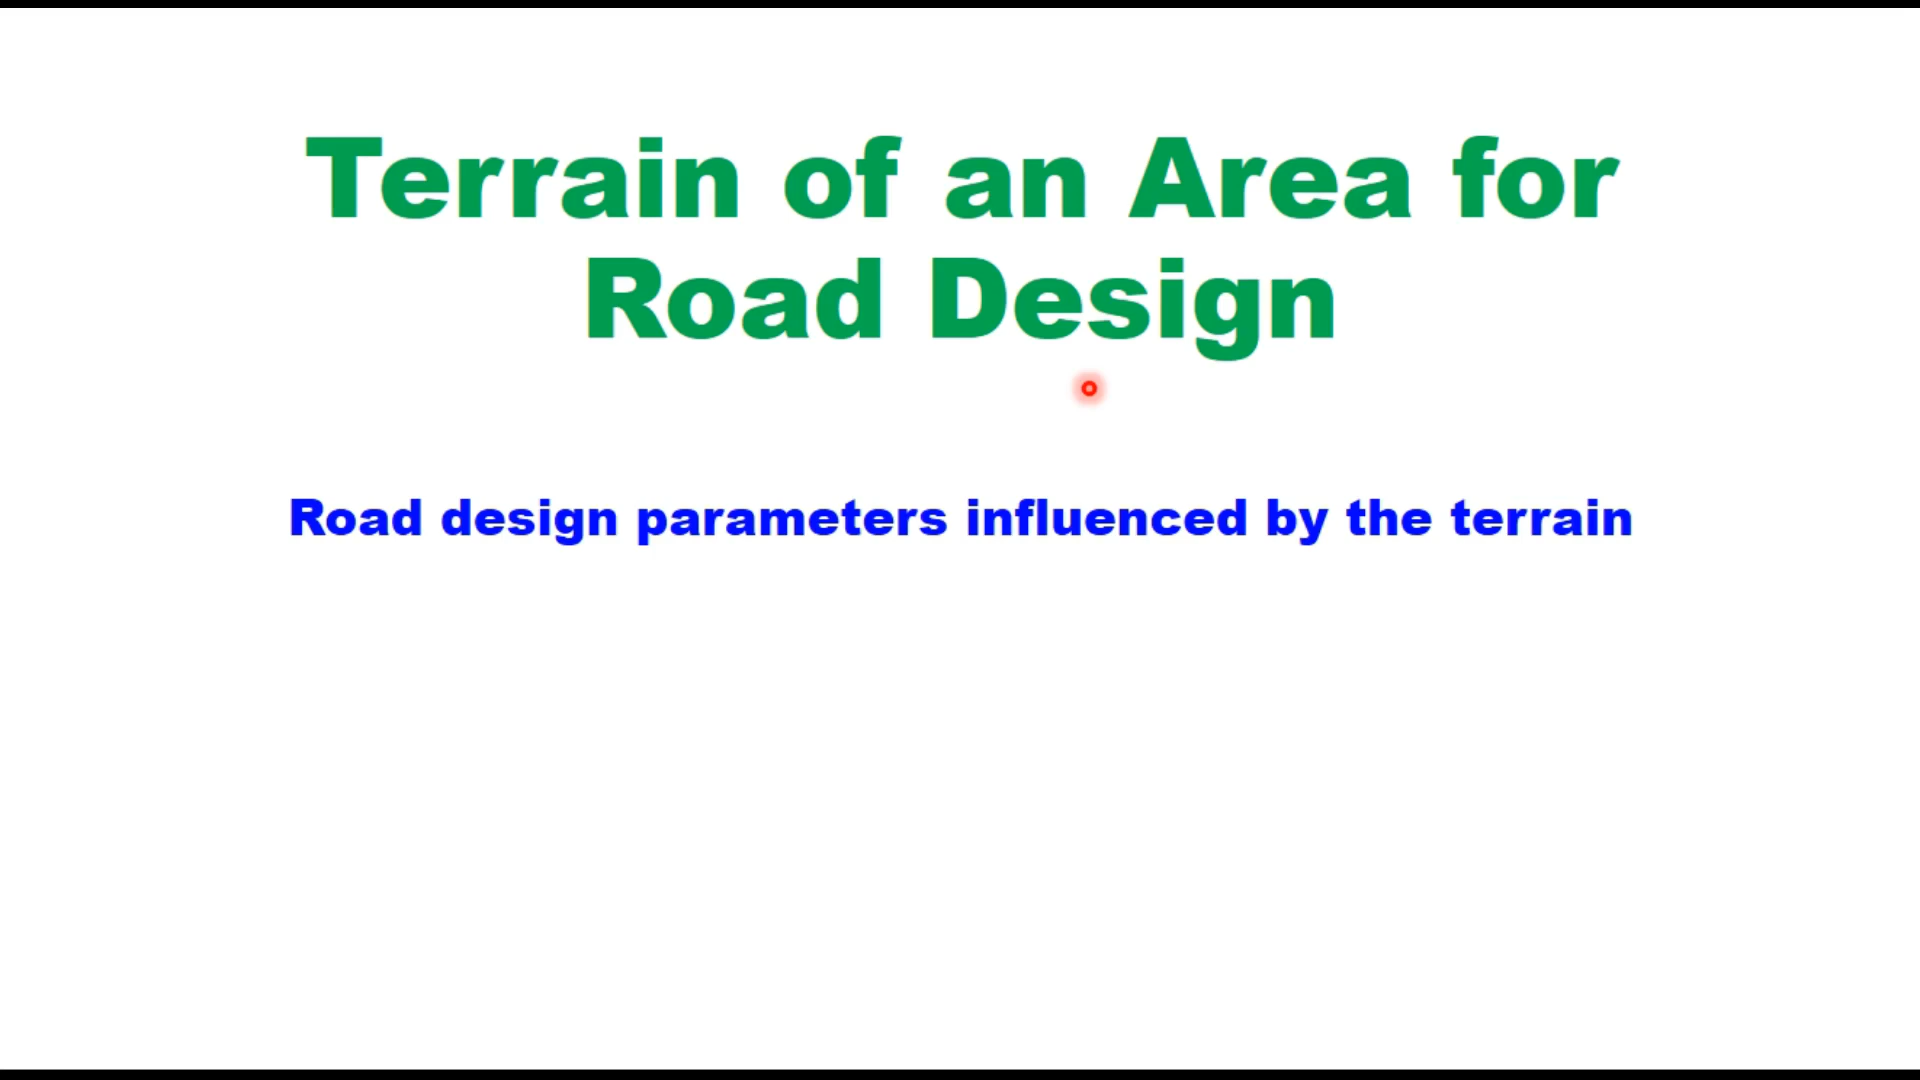 Terrain of an Area for
Road Design
Road design parameters influenced by the terrain